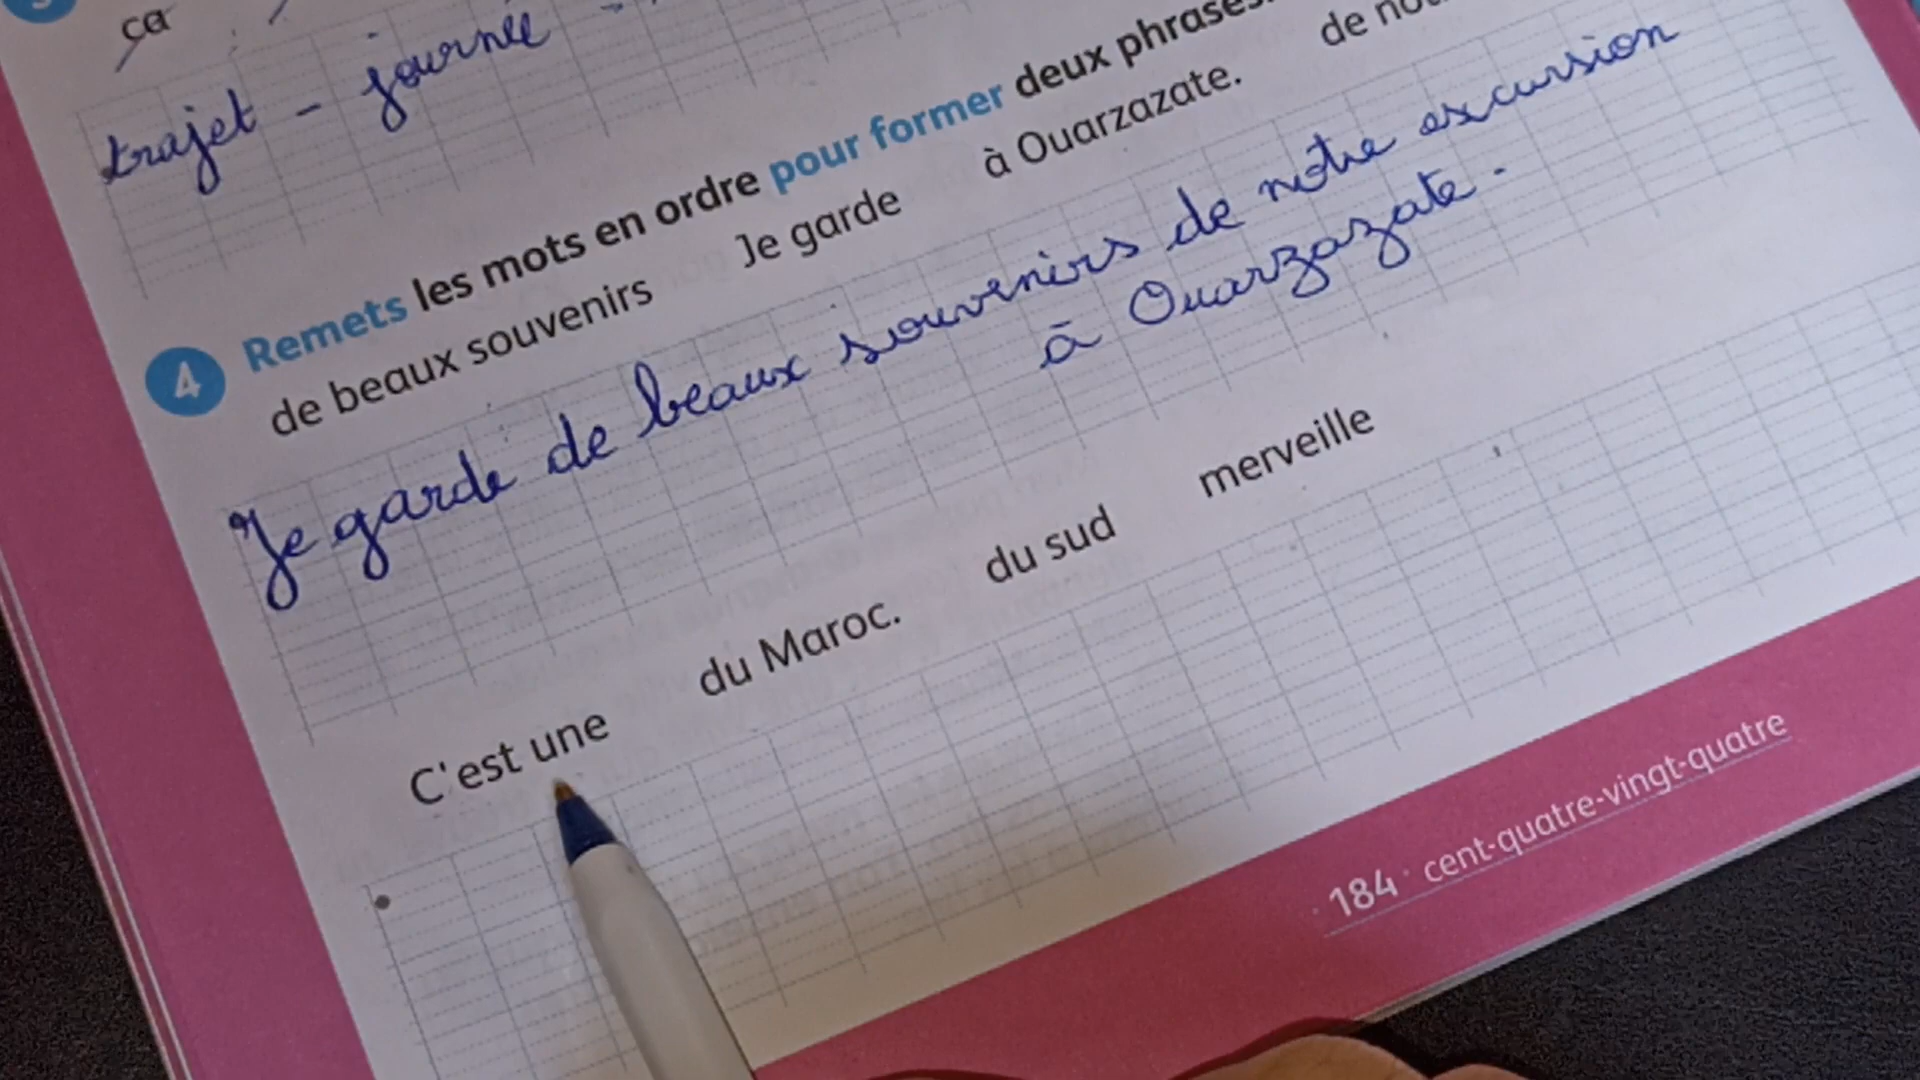 ca
trajet - journée
4 Remets les mots en ordre pour former deux phrases.
de beaux souvenirs Je garde à Ouarzazate. de
Je garde de beaux souvenirs de notre excursion
à Ouarzazate.
C'est une du Maroc. du sud merveille
184 · cent-quatre-vingt-quatre